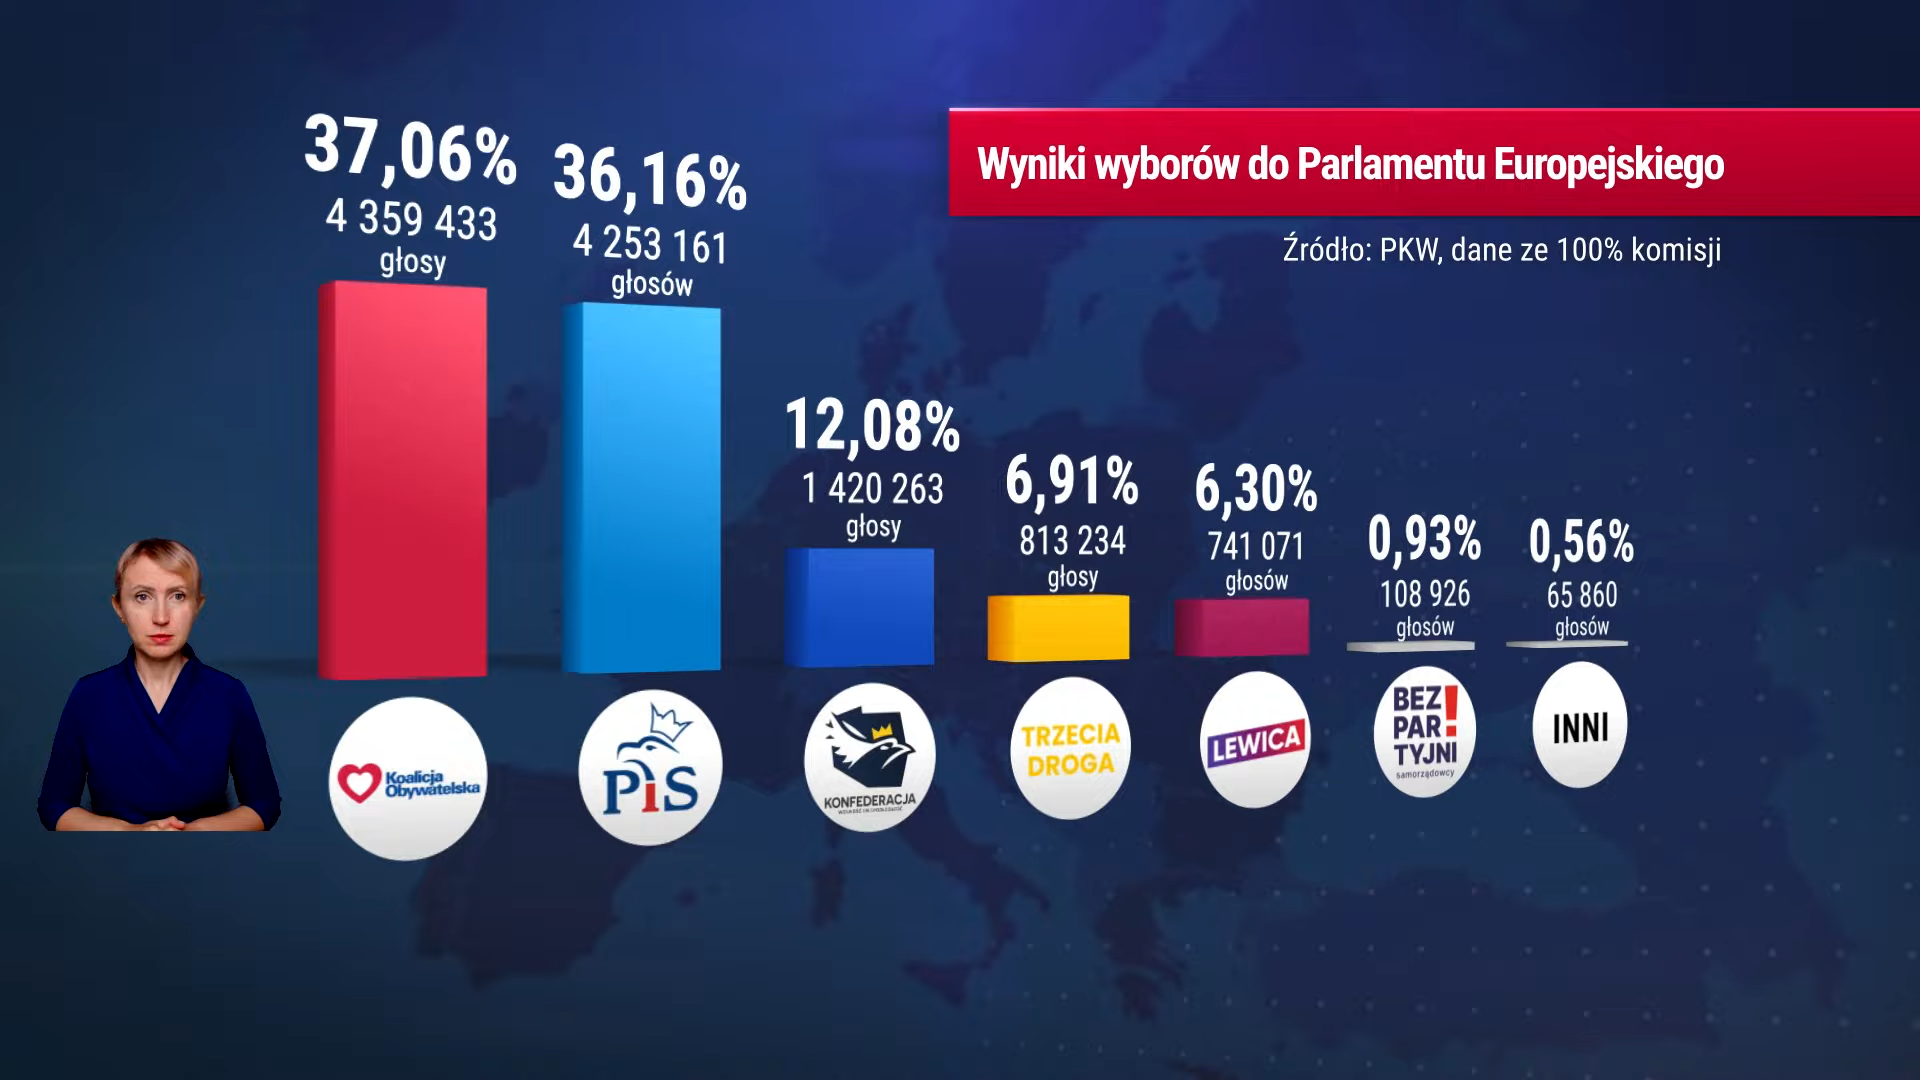 Wyniki wyborów do Parlamentu Europejskiego
Źródło: PKW, dane ze 100% komisji
37,06%
4 359 433
głosy
Koalicja
Obywatelska
36,16%
4 253 161
głosów
PiS
12,08%
1 420 263
głosy
KONFEDERACJA
6,91%
813 234
głosy
TRZECIA
DROGA
6,30%
741 071
głosów
LEWICA
0,93%
108 926
głosów
BEZ
PAR!
TYJNI
samorządowcy
0,56%
65 860
głosów
INNI